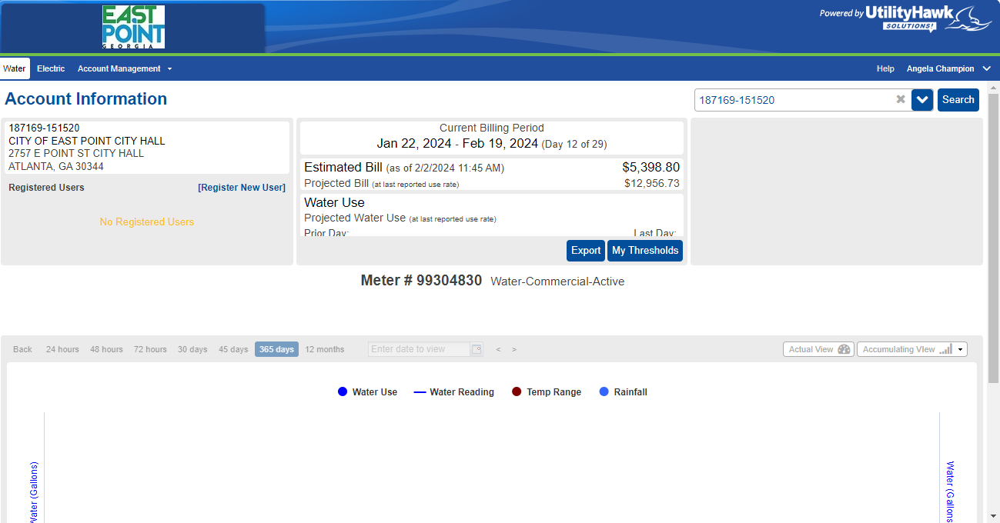 EAST
POINT
GEORGIA
Powered by UtilityHawk
SOLUTIONS!
Water Electric Account Management Help Angela Champion
Account Information
187169-151520 Search
187169-151520
CITY OF EAST POINT CITY HALL
2757 E POINT ST CITY HALL
ATLANTA, GA 30344
Registered Users [Register New User]
No Registered Users
Current Billing Period
Jan 22, 2024 - Feb 19, 2024 (Day 12 of 29)
Estimated Bill (as of 2/2/2024 11:45 AM) $5,398.80
Projected Bill (at last reported use rate) $12,956.73
Water Use
Projected Water Use (at last reported use rate)
Prior Day: Last Day:
Export My Thresholds
Meter # 99304830 Water-Commercial-Active
Back 24 hours 48 hours 72 hours 30 days 45 days 365 days 12 months Enter date to view < > Actual View Accumulating View
Water Use Water Reading Temp Range Rainfall
Water (Gallons)
Water (Gallons